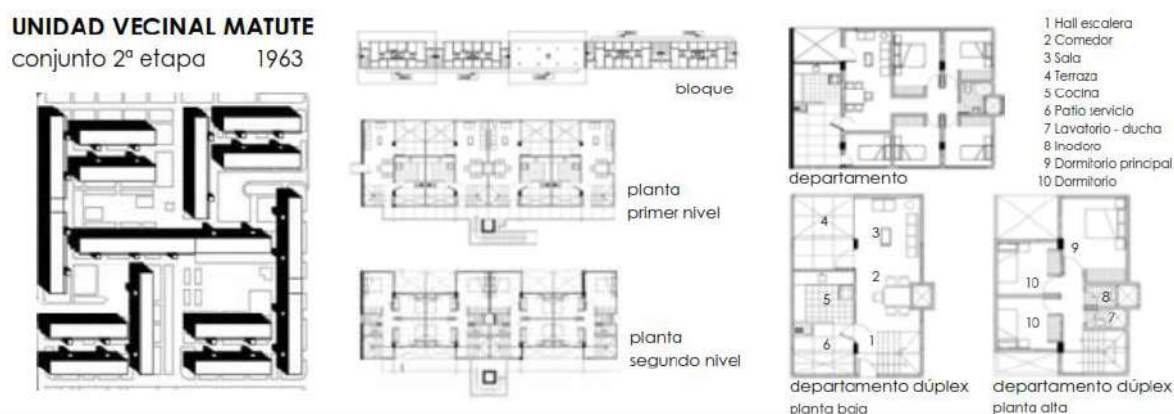 UNIDAD VECINAL MATUTE
conjunto 2ª etapa 1963
bloque
planta
primer nivel
planta
segundo nivel
departamento
1 Hall escalera
2 Comedor
3 Sala
4 Terraza
5 Cocina
6 Patio servicio
7 Lavatorio - ducha
8 Inodoro
9 Dormitorio principal
10 Dormitorio
4
3
2
5
1
6
departamento dúplex
planta baja
9
10
8
7
10
departamento dúplex
planta alta